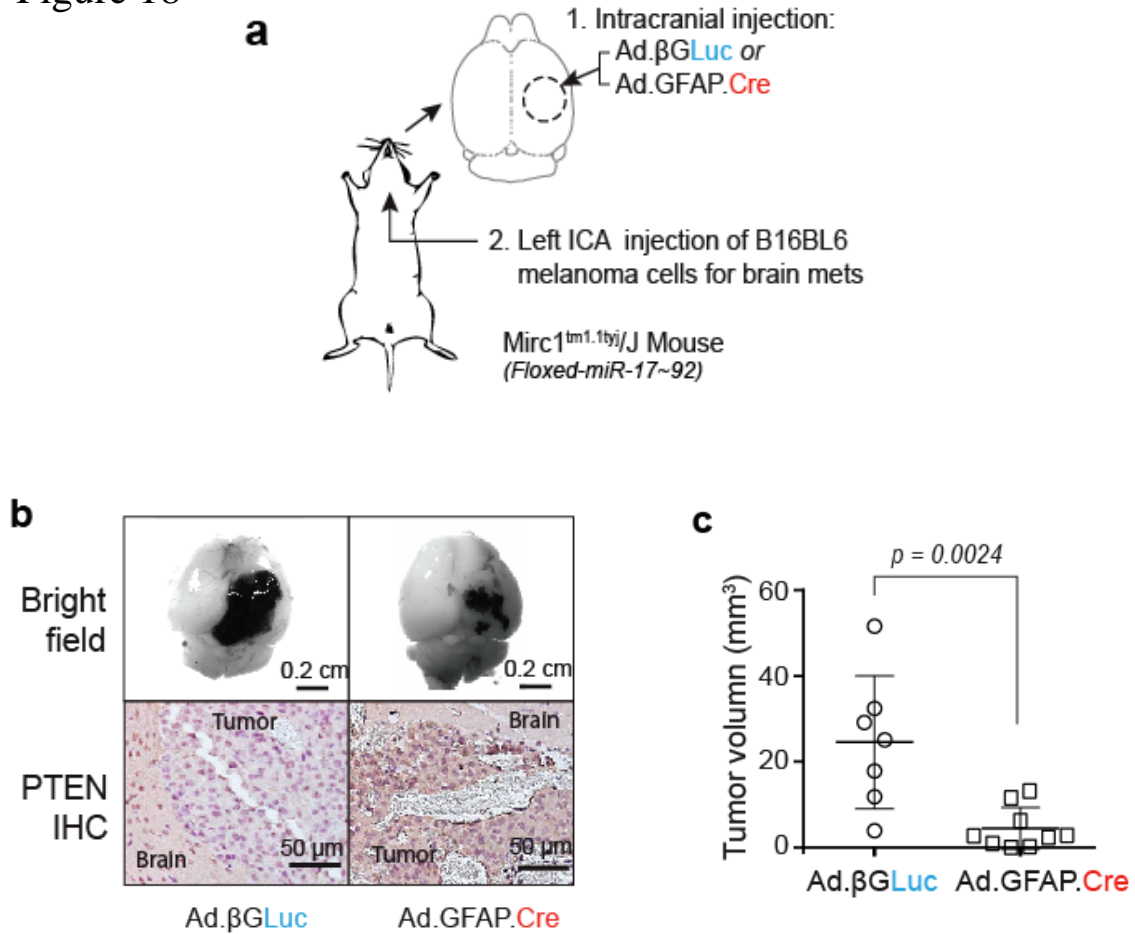 Figure 18
a
1. Intracranial injection:
Ad.βGLuc or
Ad.GFAP.Cre
2. Left ICA injection of B16BL6
melanoma cells for brain mets
Mirc1tm1.1tyj/J Mouse
(Floxed-miR-17~92)
b
Bright
field
0.2 cm
0.2 cm
PTEN
IHC
Tumor
Brain
50 µm
Brain
Tumor
50 µm
Ad.βGLuc
Ad.GFAP.Cre
c
p = 0.0024
Tumor volumn (mm³)
60
40
20
0
Ad.βGLuc
Ad.GFAP.Cre